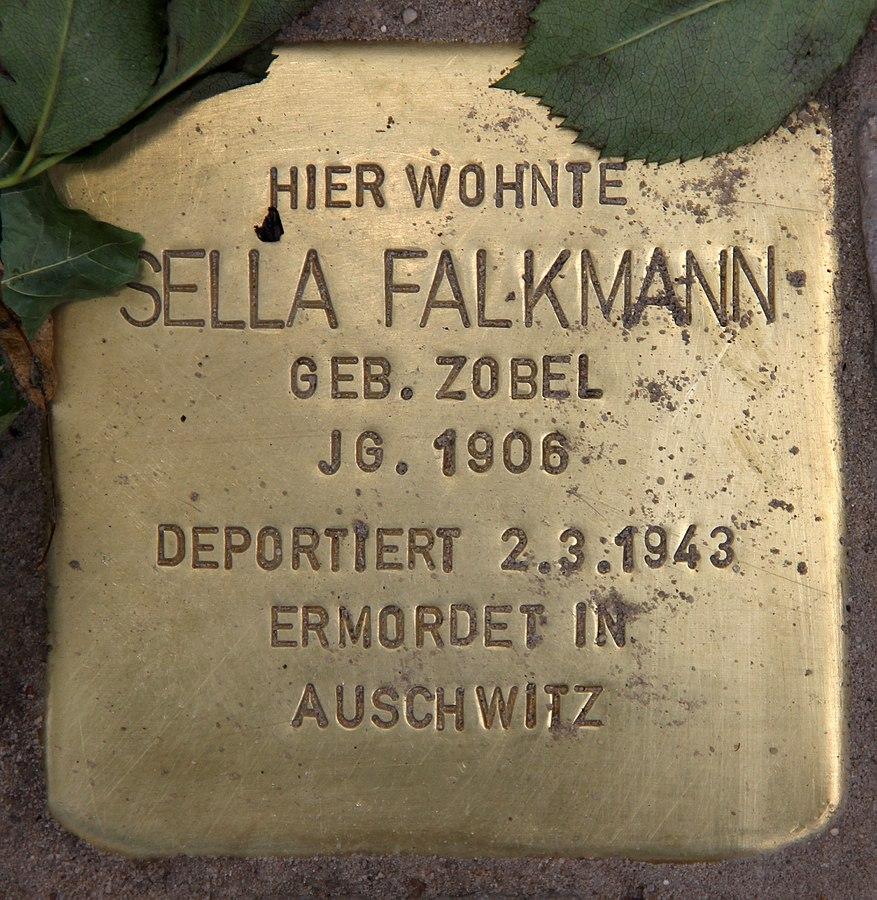 HIER WOHNTE
SELLA FALKMANN
GEB. ZOBEL
JG. 1906
DEPORTIERT 2.3.1943
ERMORDET IN
AUSCHWITZ